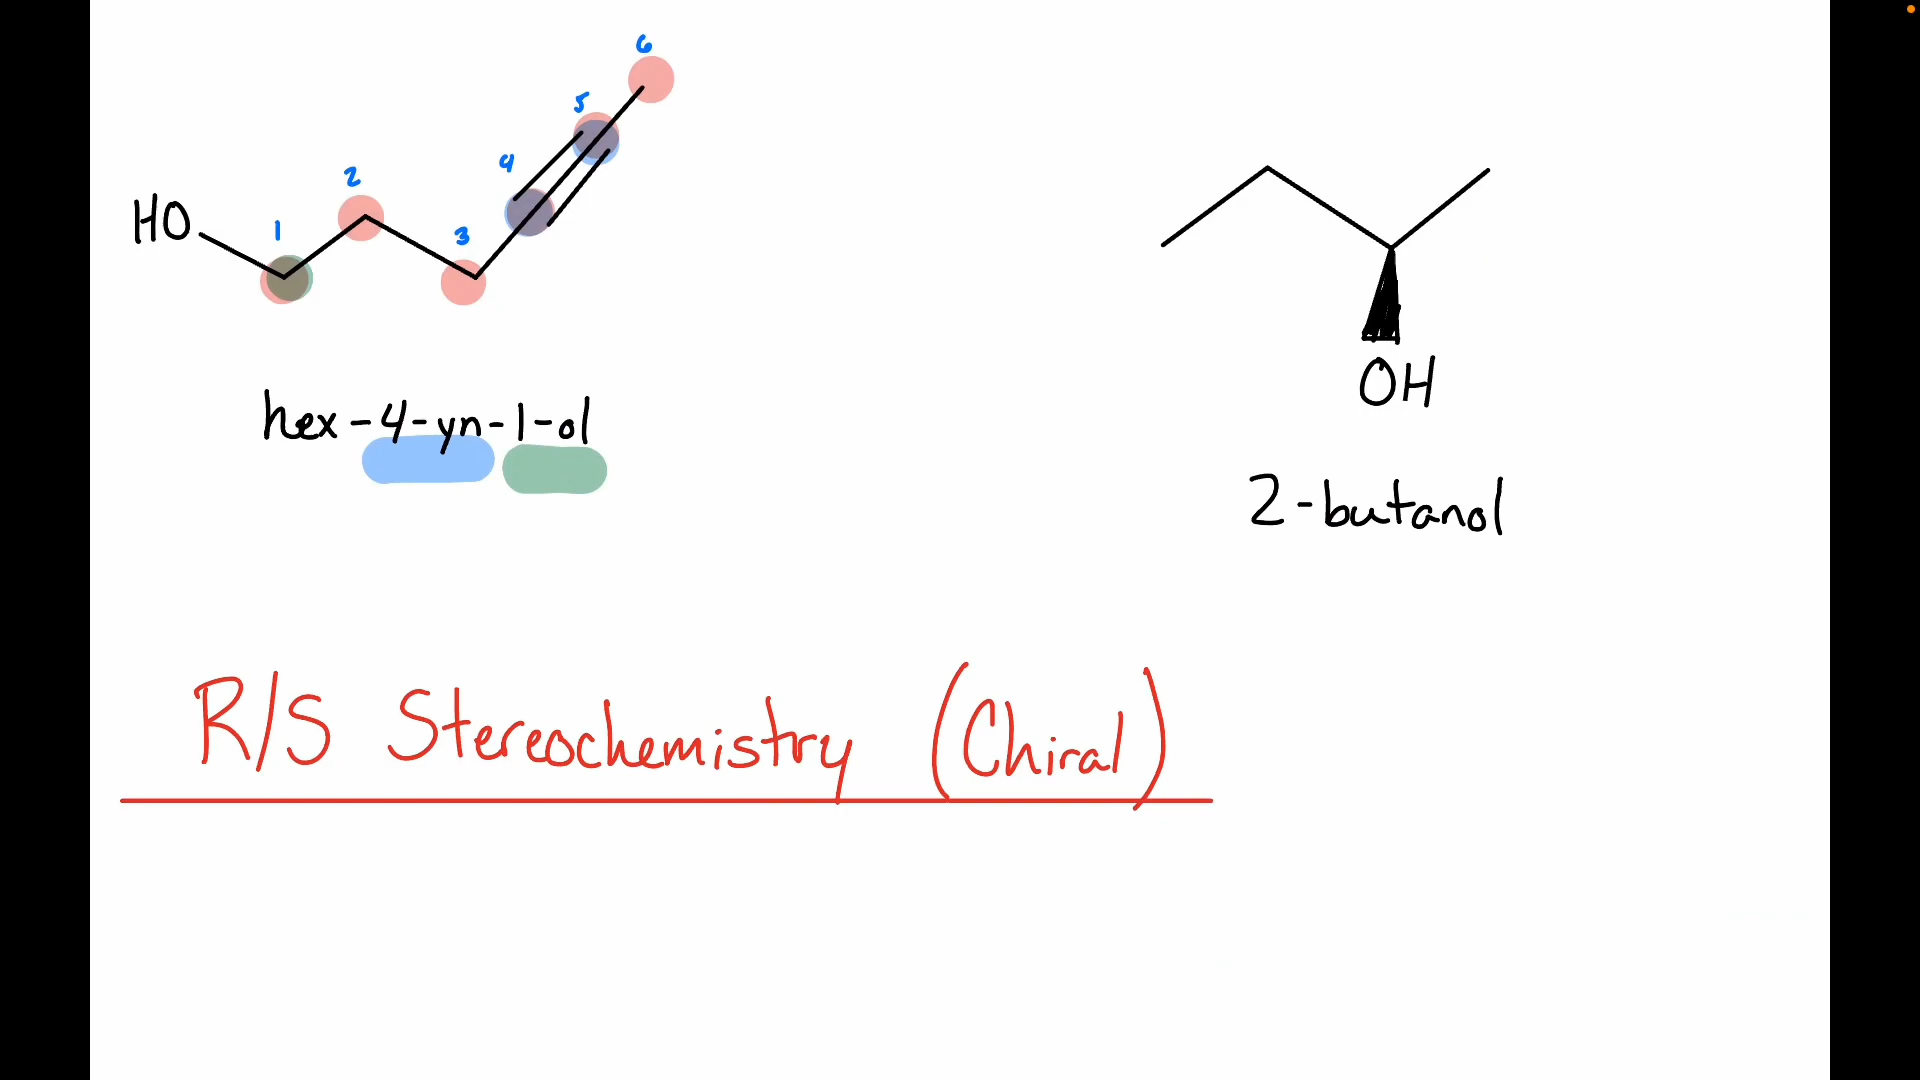 6
5
4
2
HO
1
3
hex-4-yn-1-ol
OH
2-butanol
R/S Stereochemistry (Chiral)